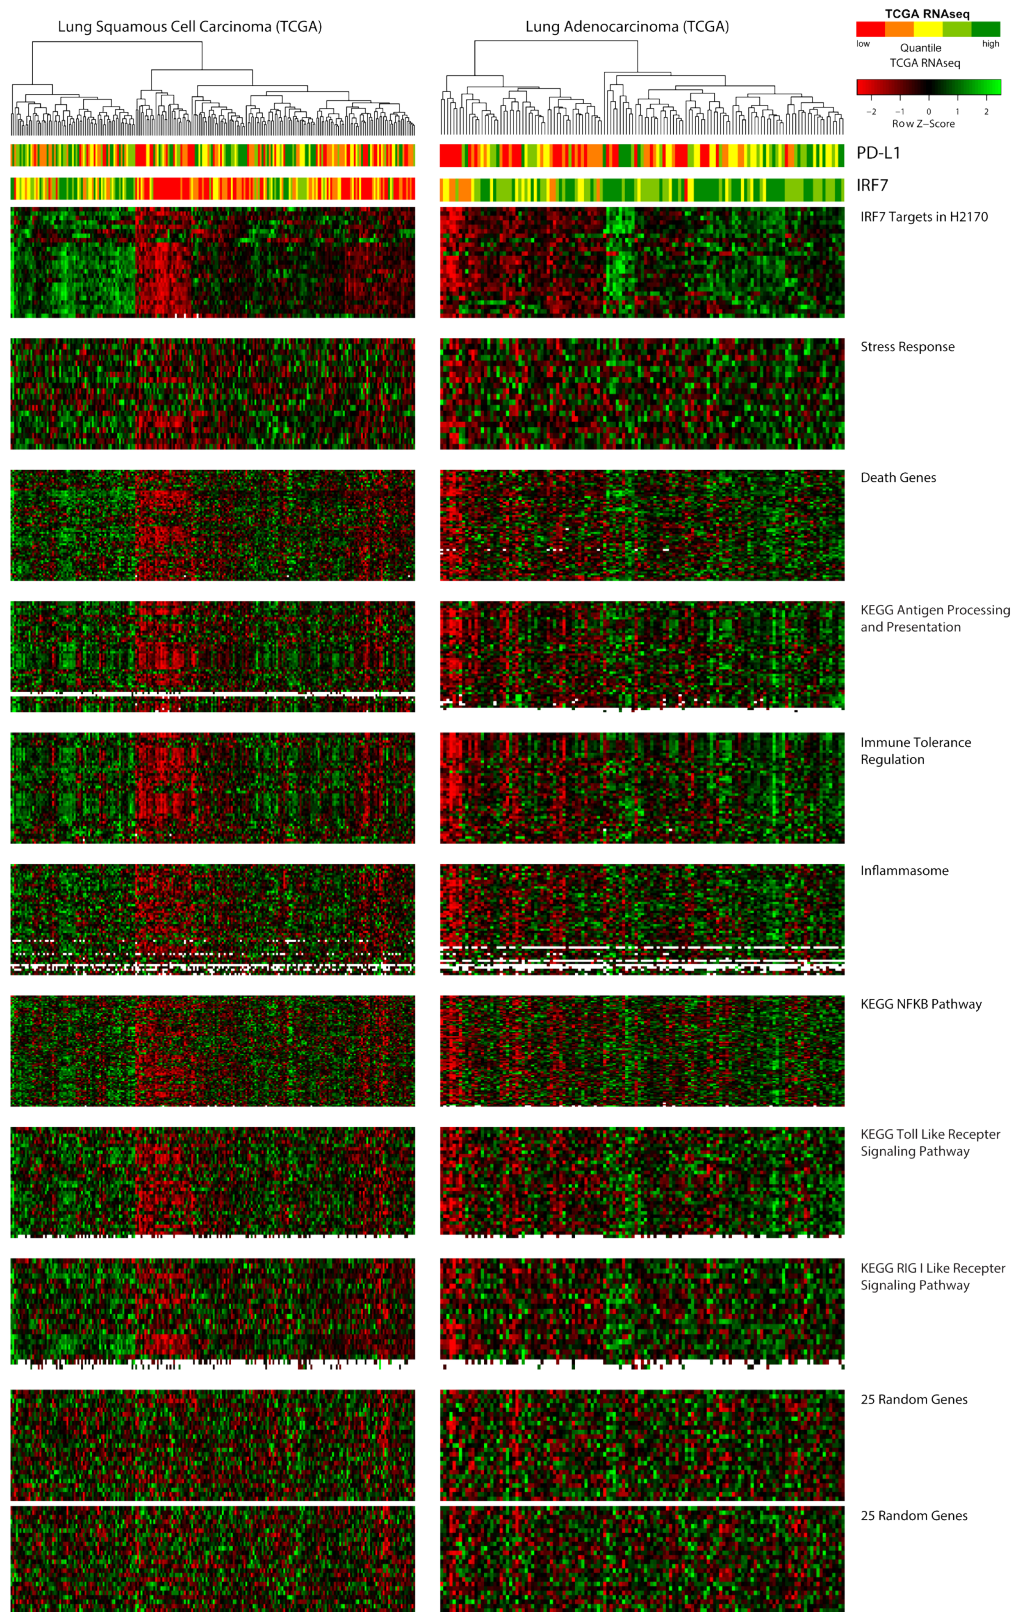 Lung Squamous Cell Carcinoma (TCGA)
Lung Adenocarcinoma (TCGA)
TCGA RNAseq
low
high
Quantile
TCGA RNAseq
−2 −1 0 1 2
Row Z−Score
PD-L1
IRF7
IRF7 Targets in H2170
Stress Response
Death Genes
KEGG Antigen Processing
and Presentation
Immune Tolerance
Regulation
Inflammasome
KEGG NFKB Pathway
KEGG Toll Like Recepter
Signaling Pathway
KEGG RIG I Like Recepter
Signaling Pathway
25 Random Genes
25 Random Genes